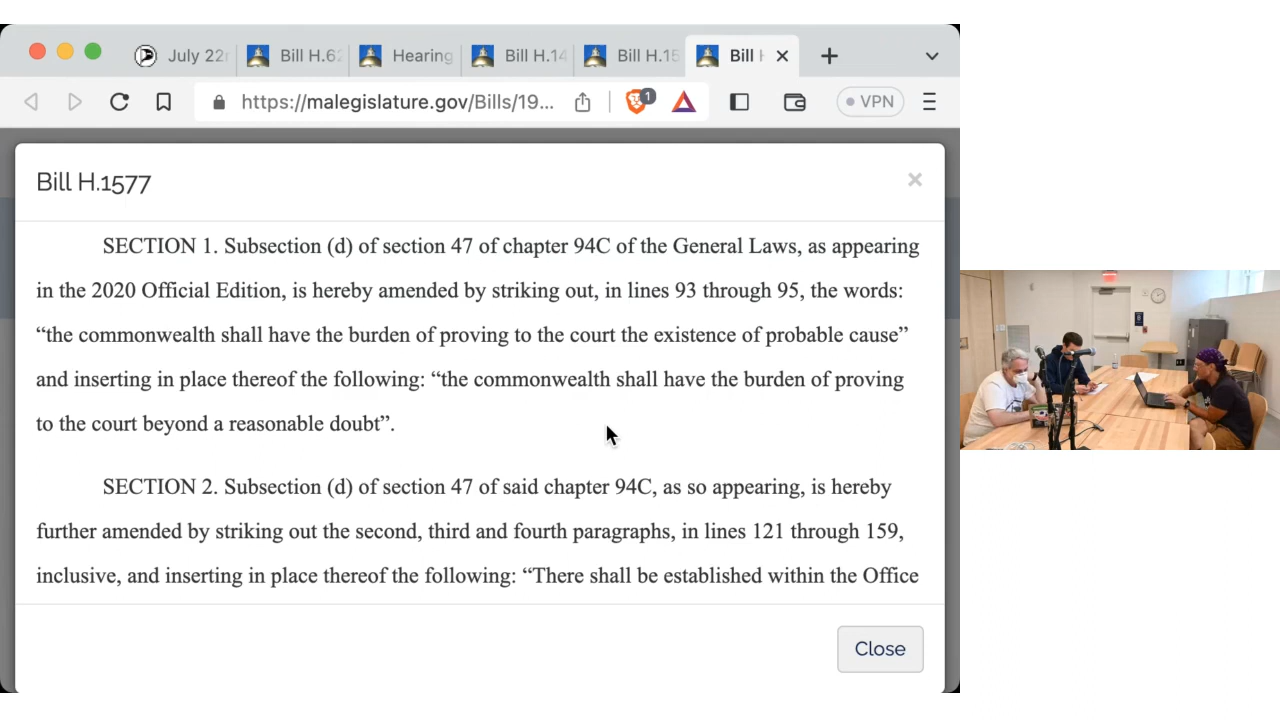 July 22
Bill H.62
Hearing
Bill H.14
Bill H.15
Bill H
https://malegislature.gov/Bills/19...
1
VPN
Bill H.1577
SECTION 1. Subsection (d) of section 47 of chapter 94C of the General Laws, as appearing
in the 2020 Official Edition, is hereby amended by striking out, in lines 93 through 95, the words:
“the commonwealth shall have the burden of proving to the court the existence of probable cause”
and inserting in place thereof the following: “the commonwealth shall have the burden of proving
to the court beyond a reasonable doubt”.
SECTION 2. Subsection (d) of section 47 of said chapter 94C, as so appearing, is hereby
further amended by striking out the second, third and fourth paragraphs, in lines 121 through 159,
inclusive, and inserting in place thereof the following: “There shall be established within the Office
Close